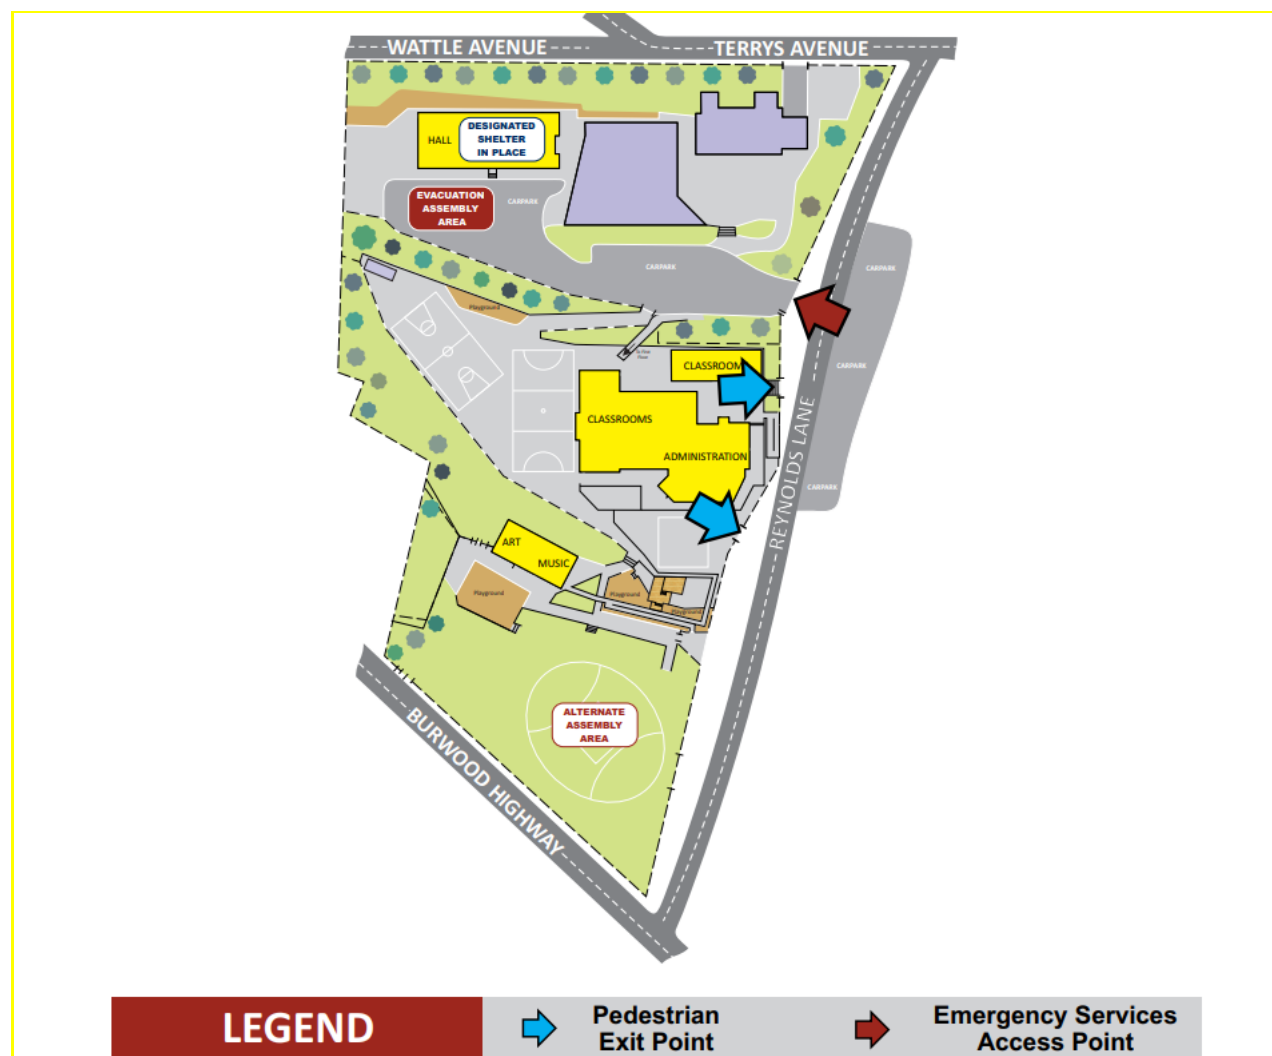 WATTLE AVENUE
TERRYS AVENUE
HALL
DESIGNATED
SHELTER
IN PLACE
EVACUATION
ASSEMBLY
AREA
CARPARK
CARPARK
CARPARK
Playground
To Fire
CLASSROOM
CARPARK
CLASSROOMS
ADMINISTRATION
CARPARK
REYNOLDS LANE
ART
MUSIC
Playground
Playground
Playground
ALTERNATE
ASSEMBLY
AREA
BURWOOD HIGHWAY
LEGEND
Pedestrian
Exit Point
Emergency Services
Access Point